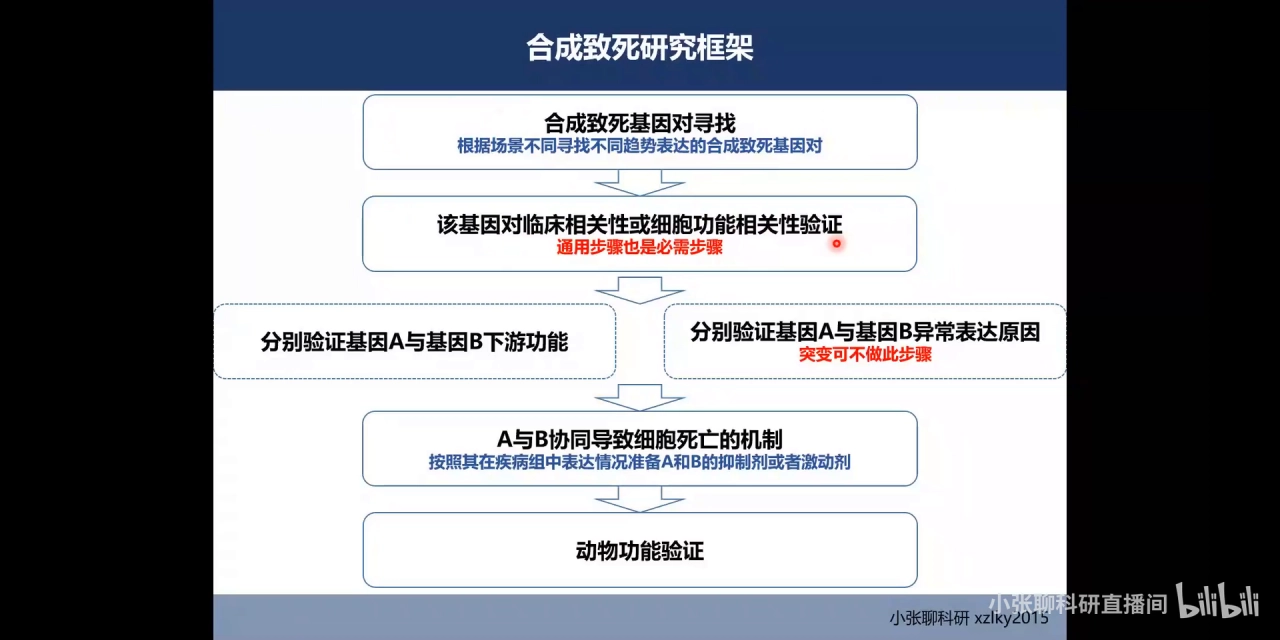 合成致死研究框架
合成致死基因对寻找
根据场景不同寻找不同趋势表达的合成致死基因对
该基因对临床相关性或细胞功能相关性验证
通用步骤也是必需步骤
分别验证基因A与基因B下游功能
分别验证基因A与基因B异常表达原因
突变可不做此步骤
A与B协同导致细胞死亡的机制
按照其在疾病组中表达情况准备A和B的抑制剂或者激动剂
动物功能验证
小张聊科研直播间 bilibili
小张聊科研 xzlky2015